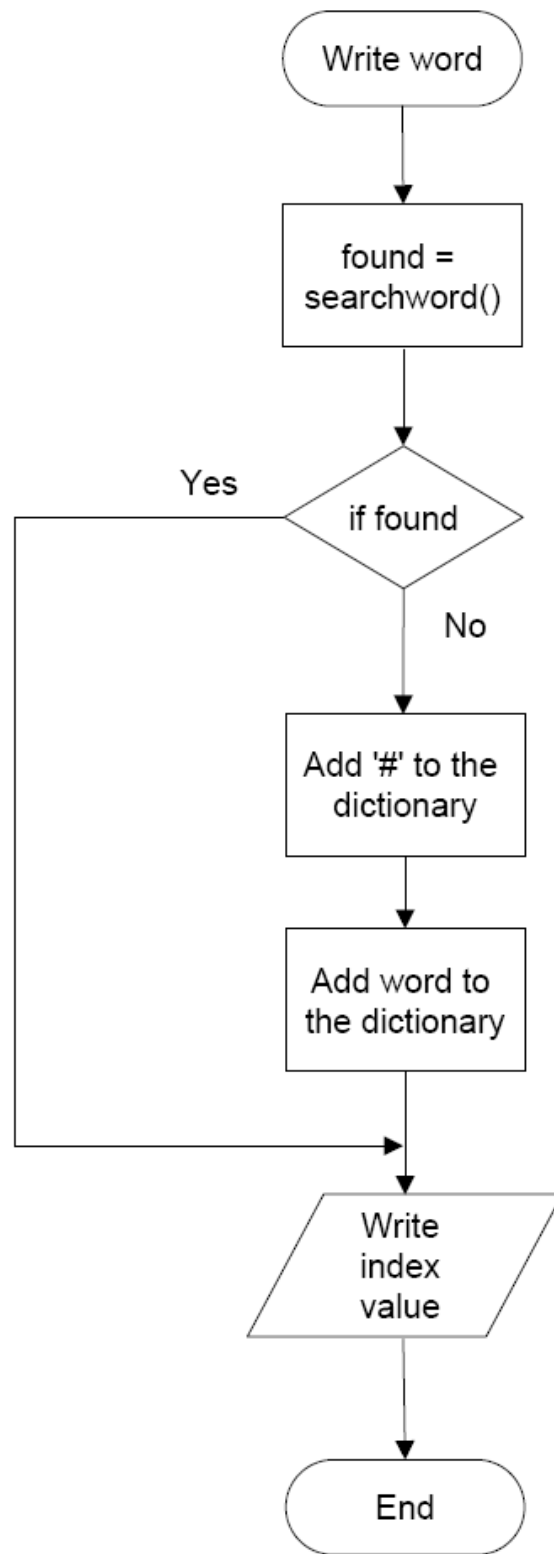 Write word
found =
searchword()
Yes
if found
No
Add '#' to the
dictionary
Add word to
the dictionary
Write
index
value
End